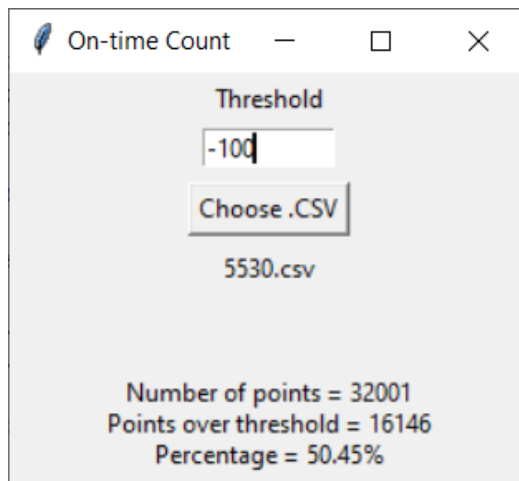 On-time Count
Threshold
-100
Choose .CSV
5530.csv
Number of points = 32001
Points over threshold = 16146
Percentage = 50.45%